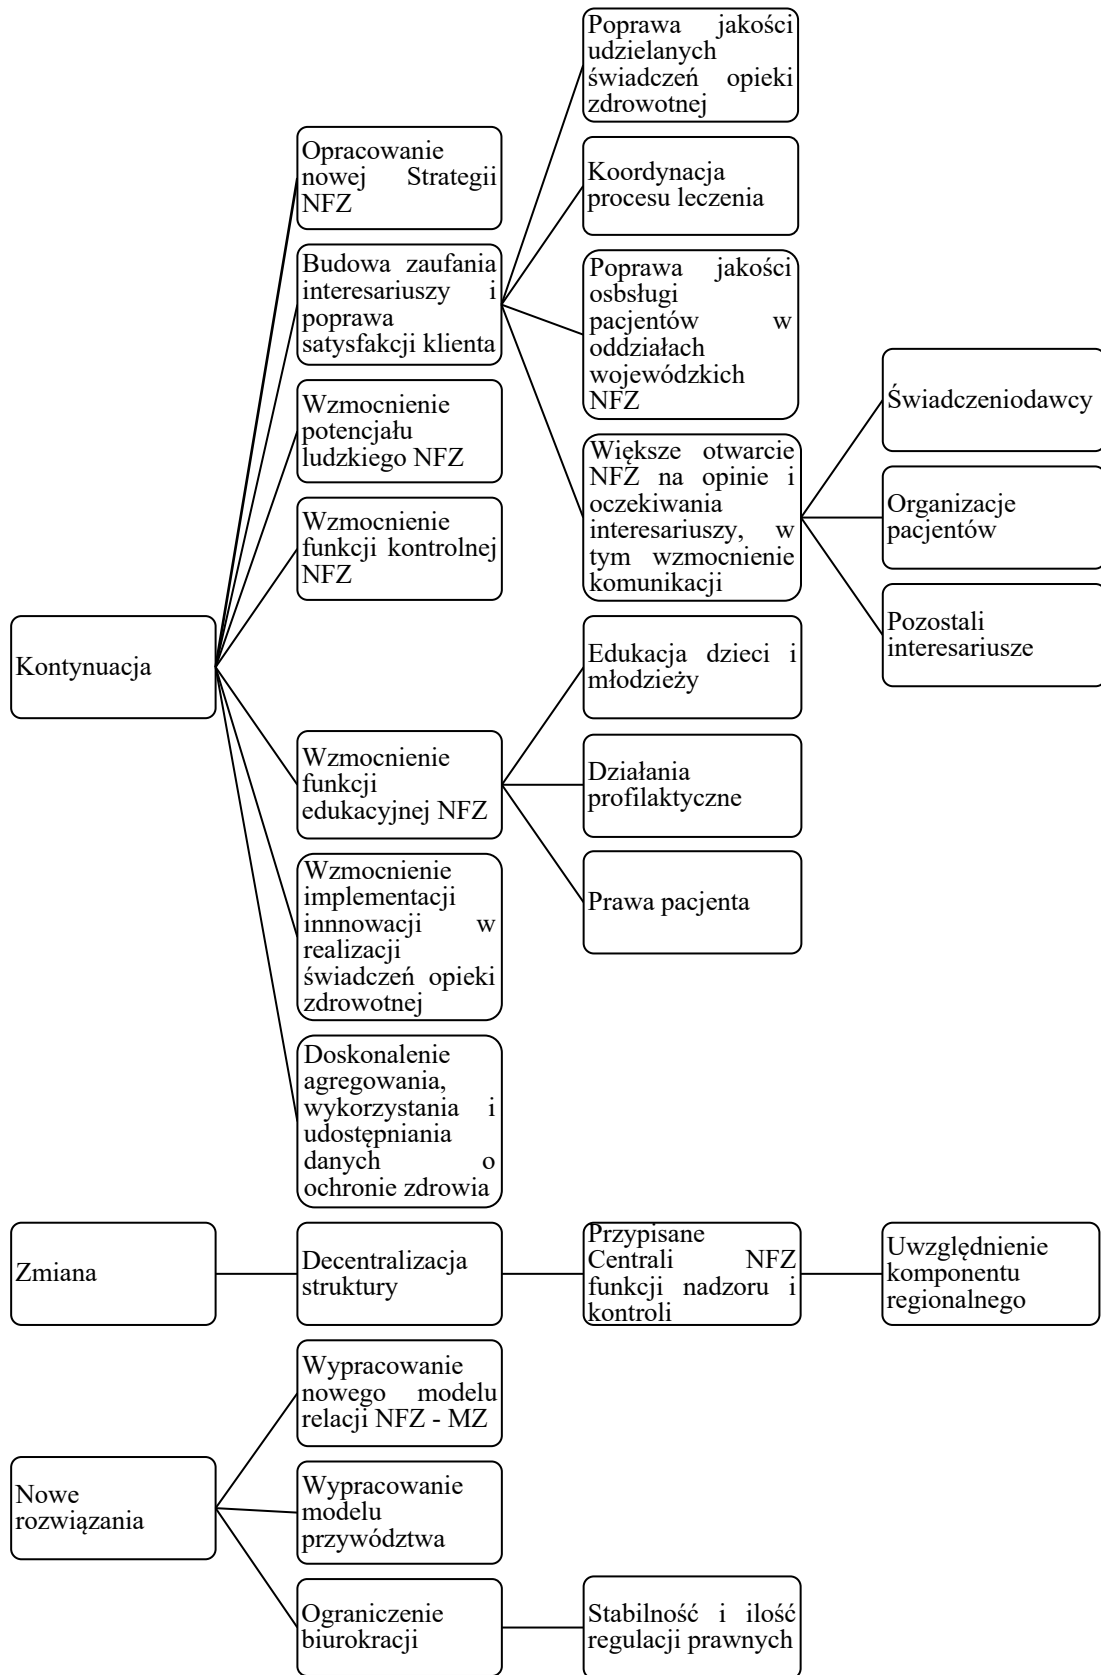 Kontynuacja
Opracowanie
nowej Strategii
NFZ
Budowa zaufania
interesariuszy i
poprawa
satysfakcji klienta
Poprawa jakości
udzielanych
świadczeń opieki
zdrowotnej
Koordynacja
procesu leczenia
Poprawa jakości
osbsługi
pacjentów w
oddziałach
wojewódzkich
NFZ
Większe otwarcie
NFZ na opinie i
oczekiwania
interesariuszy, w
tym wzmocnienie
komunikacji
Świadczeniodawcy
Organizacje
pacjentów
Pozostali
interesariusze
Wzmocnienie
potencjału
ludzkiego NFZ
Wzmocnienie
funkcji kontrolnej
NFZ
Wzmocnienie
funkcji
edukacyjnej NFZ
Edukacja dzieci i
młodzieży
Działania
profilaktyczne
Prawa pacjenta
Wzmocnienie
implementacji
innnowacji w
realizacji
świadczeń opieki
zdrowotnej
Doskonalenie
agregowania,
wykorzystania i
udostępniania
danych o
ochronie zdrowia
Zmiana
Decentralizacja
struktury
Przypisane
Centrali NFZ
funkcji nadzoru i
kontroli
Uwzględnienie
komponentu
regionalnego
Nowe
rozwiązania
Wypracowanie
nowego modelu
relacji NFZ - MZ
Wypracowanie
modelu
przywództwa
Ograniczenie
biurokracji
Stabilność i ilość
regulacji prawnych